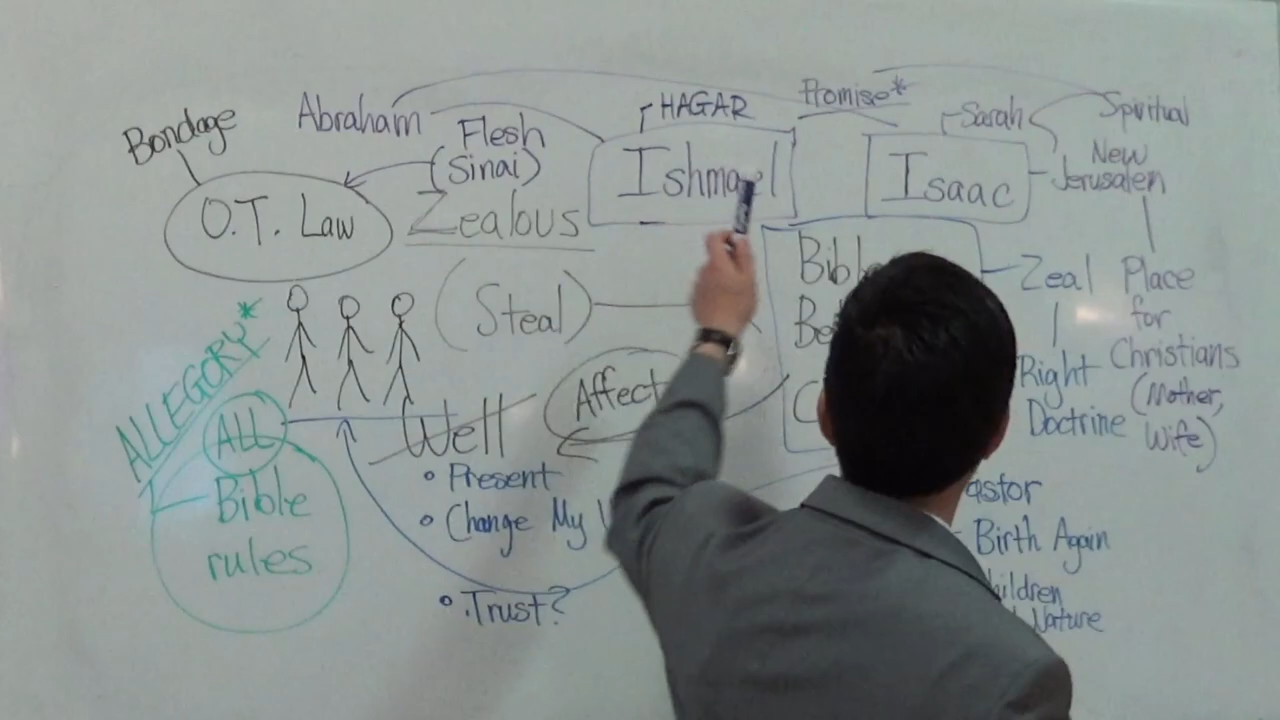 Bondage
Abraham
HAGAR
Promise*
Sarah
Spiritual
Flesh
(Sinai)
Ishmael
Isaac
New
Jerusalem
O.T. Law
Zealous
(Steal)
Zeal
Place
for
Christians
(Mother,
Wife)
Right
Doctrine
ALLEGORY*
ALL
Bible
rules
Well
Affect
• Present
• Change My
• Trust?
Birth Again
Nature